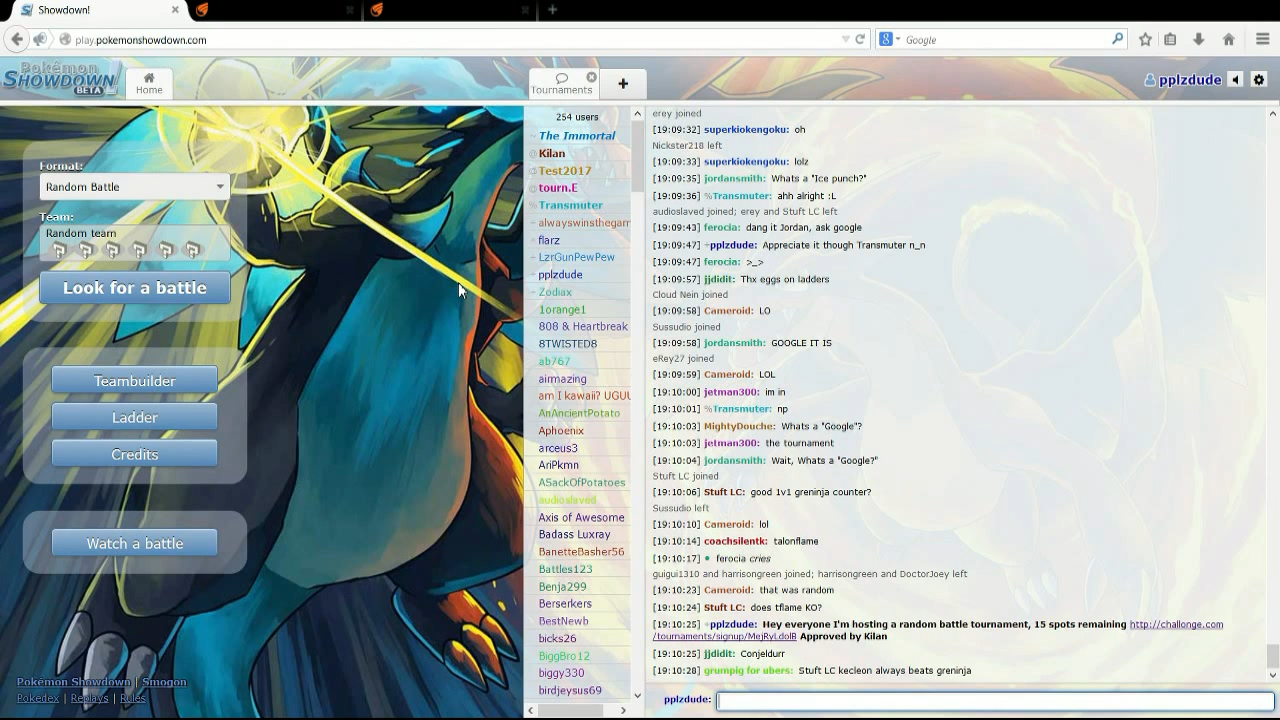 Showdown!
play.pokemonshowdown.com
Google
Pokémon
SHOWDOWN
BETA
Home
Tournaments
pplzdude
Format:
Random Battle
Team:
Random team
Look for a battle
Teambuilder
Ladder
Credits
Watch a battle
Pokémon Showdown | Smogon
Pokedex | Replays | Rules
254 users
~ The Immortal
@ Kilan
@ Test2017
@ tourn.E
% Transmuter
+ alwayswinsthegam
+ flarz
+ LzrGunPewPew
+ pplzdude
+ Zodiax
1orange1
808 & Heartbreak
8TWISTED8
ab767
airmazing
am I kawaii? UGUU
AnAncientPotato
Aphoenix
arceus3
AriPkmn
ASackOfPotatoes
audioslaved
Axis of Awesome
Badass Luxray
BanetteBasher56
Battles123
Benja299
Berserkers
BestNewb
bicks26
BiggBro12
biggy330
birdjeysus69
erey joined
[19:09:32] superkiokengoku: oh
Nickster218 left
[19:09:33] superkiokengoku: lolz
[19:09:35] jordansmith: Whats a "Ice punch?"
[19:09:36] %Transmuter: ahh alright :L
audioslaved joined; erey and Stuft LC left
[19:09:43] ferocia: dang it Jordan, ask google
[19:09:47] +pplzdude: Appreciate it though Transmuter n_n
[19:09:47] ferocia: >_>
[19:09:57] jjdidit: Thx eggs on ladders
Cloud Nein joined
[19:09:58] Cameroid: LO
Sussudio joined
[19:09:58] jordansmith: GOOGLE IT IS
eRey27 joined
[19:09:59] Cameroid: LOL
[19:10:00] jetman300: im in
[19:10:01] %Transmuter: np
[19:10:03] MightyDouche: Whats a "Google"?
[19:10:03] jetman300: the tournament
[19:10:04] jordansmith: Wait, Whats a "Google?"
Stuft LC joined
[19:10:06] Stuft LC: good 1v1 greninja counter?
Sussudio left
[19:10:10] Cameroid: lol
[19:10:14] coachsilentk: talonflame
[19:10:17] • ferocia cries
guigui1310 and harrisongreen joined; harrisongreen and DoctorJoey left
[19:10:23] Cameroid: that was random
[19:10:24] Stuft LC: does tflame KO?
[19:10:25] +pplzdude: Hey everyone I'm hosting a random battle tournament, 15 spots remaining http://challonge.com
/tournaments/signup/MejRyLdolB Approved by Kilan
[19:10:25] jjdidit: Conjeldurr
[19:10:28] grumpig for ubers: Stuft LC kecleon always beats greninja
pplzdude: